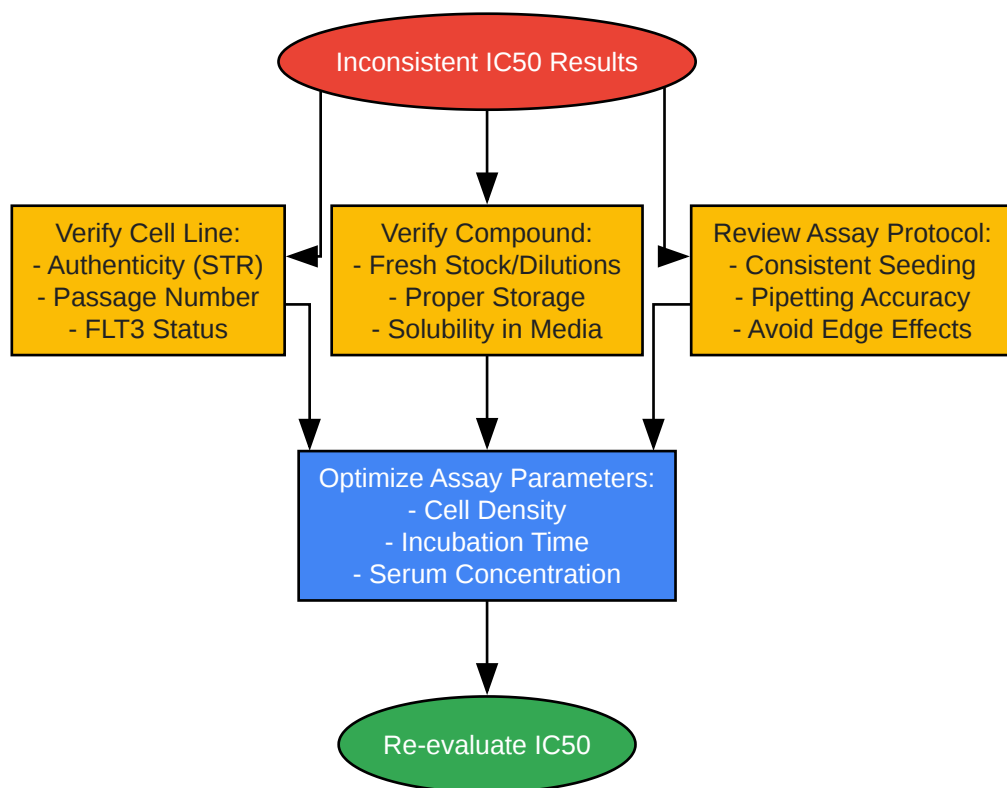 Inconsistent IC50 Results
Verify Cell Line:
- Authenticity (STR)
- Passage Number
- FLT3 Status
Verify Compound:
- Fresh Stock/Dilutions
- Proper Storage
- Solubility in Media
Review Assay Protocol:
- Consistent Seeding
- Pipetting Accuracy
- Avoid Edge Effects
Optimize Assay Parameters:
- Cell Density
- Incubation Time
- Serum Concentration
Re-evaluate IC50